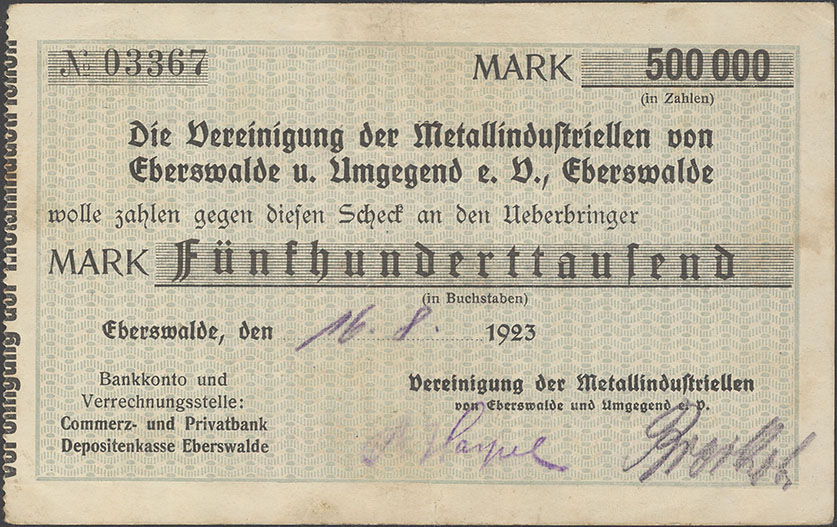 № 03367
MARK 500 000
(in Zahlen)
Die Vereinigung der Metallindustriellen von
Eberswalde u. Umgegend e. V., Eberswalde
wolle zahlen gegen diesen Scheck an den Ueberbringer
MARK Fünfhunderttausend
(in Buchstaben)
Eberswalde, den 16. 8. 1923
Bankkonto und
Verrechnungsstelle:
Commerz- und Privatbank
Depositenkasse Eberswalde
Vereinigung der Metallindustriellen
von Eberswalde und Umgegend e. V.